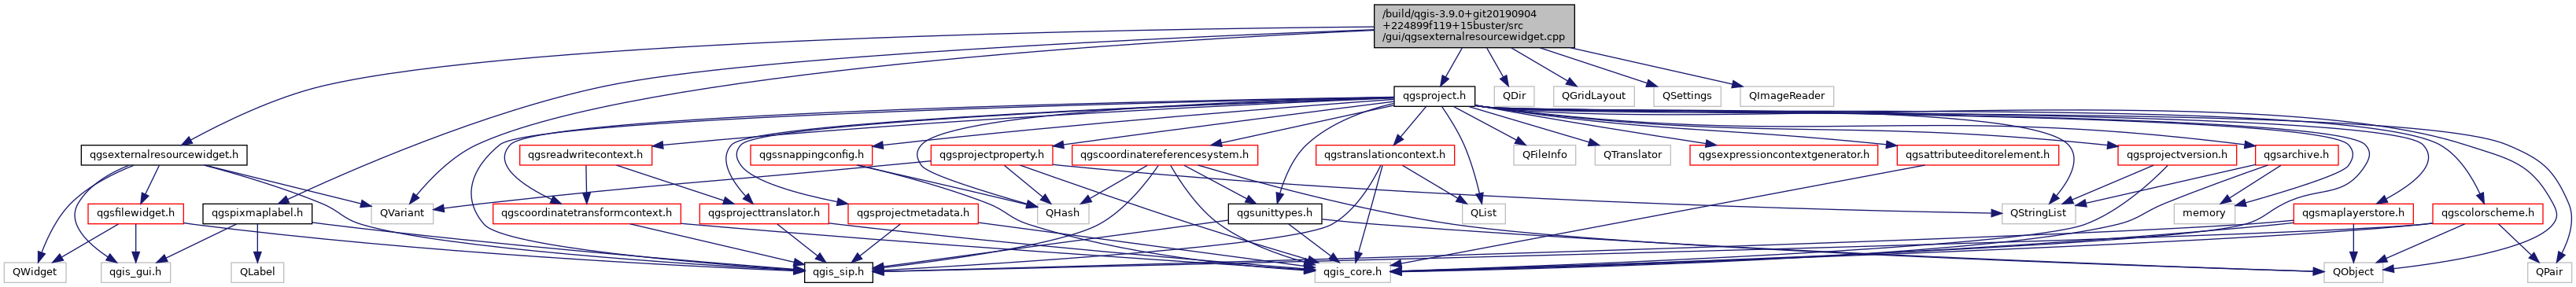 /build/qgis-3.9.0+git20190904
+224899f119+15buster/src
/gui/qgsexternalresourcewidget.cpp
qgsproject.h
QDir
QGridLayout
QSettings
QImageReader
qgsexternalresourcewidget.h
qgsreadwritecontext.h
qgssnappingconfig.h
qgsprojectproperty.h
qgscoordinatereferencesystem.h
qgstranslationcontext.h
QFileInfo
QTranslator
qgsexpressioncontextgenerator.h
qgsattributeeditorelement.h
qgsprojectversion.h
qgsarchive.h
qgsfilewidget.h
qgspixmaplabel.h
QVariant
qgscoordinatetransformcontext.h
qgsprojecttranslator.h
qgsprojectmetadata.h
QHash
qgsunittypes.h
QList
QStringList
memory
qgsmaplayerstore.h
qgscolorscheme.h
QWidget
qgis_gui.h
QLabel
qgis_sip.h
qgis_core.h
QObject
QPair